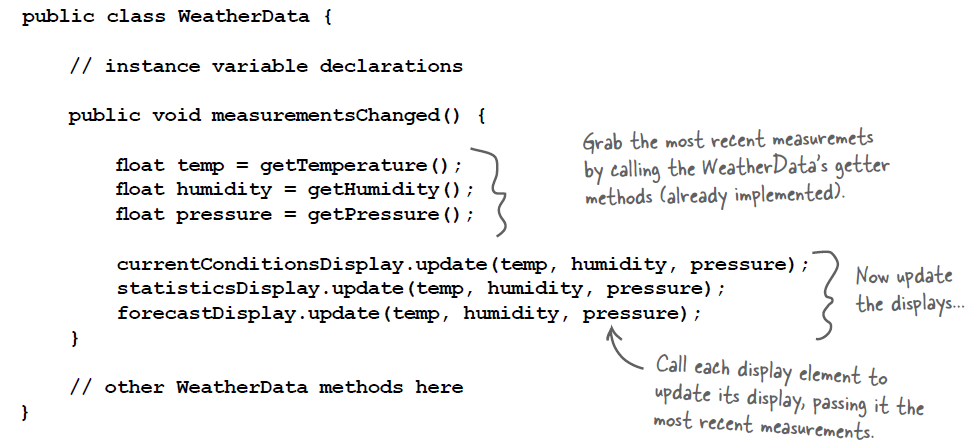 public class WeatherData {
// instance variable declarations
public void measurementsChanged() {
float temp = getTemperature();
float humidity = getHumidity();
float pressure = getPressure();
Grab the most recent measuremets
by calling the WeatherData's getter
methods (already implemented).
currentConditionsDisplay.update(temp, humidity, pressure);
statisticsDisplay.update(temp, humidity, pressure);
forecastDisplay.update(temp, humidity, pressure);
Now update
the displays...
}
Call each display element to
update its display, passing it the
most recent measurements.
// other WeatherData methods here
}